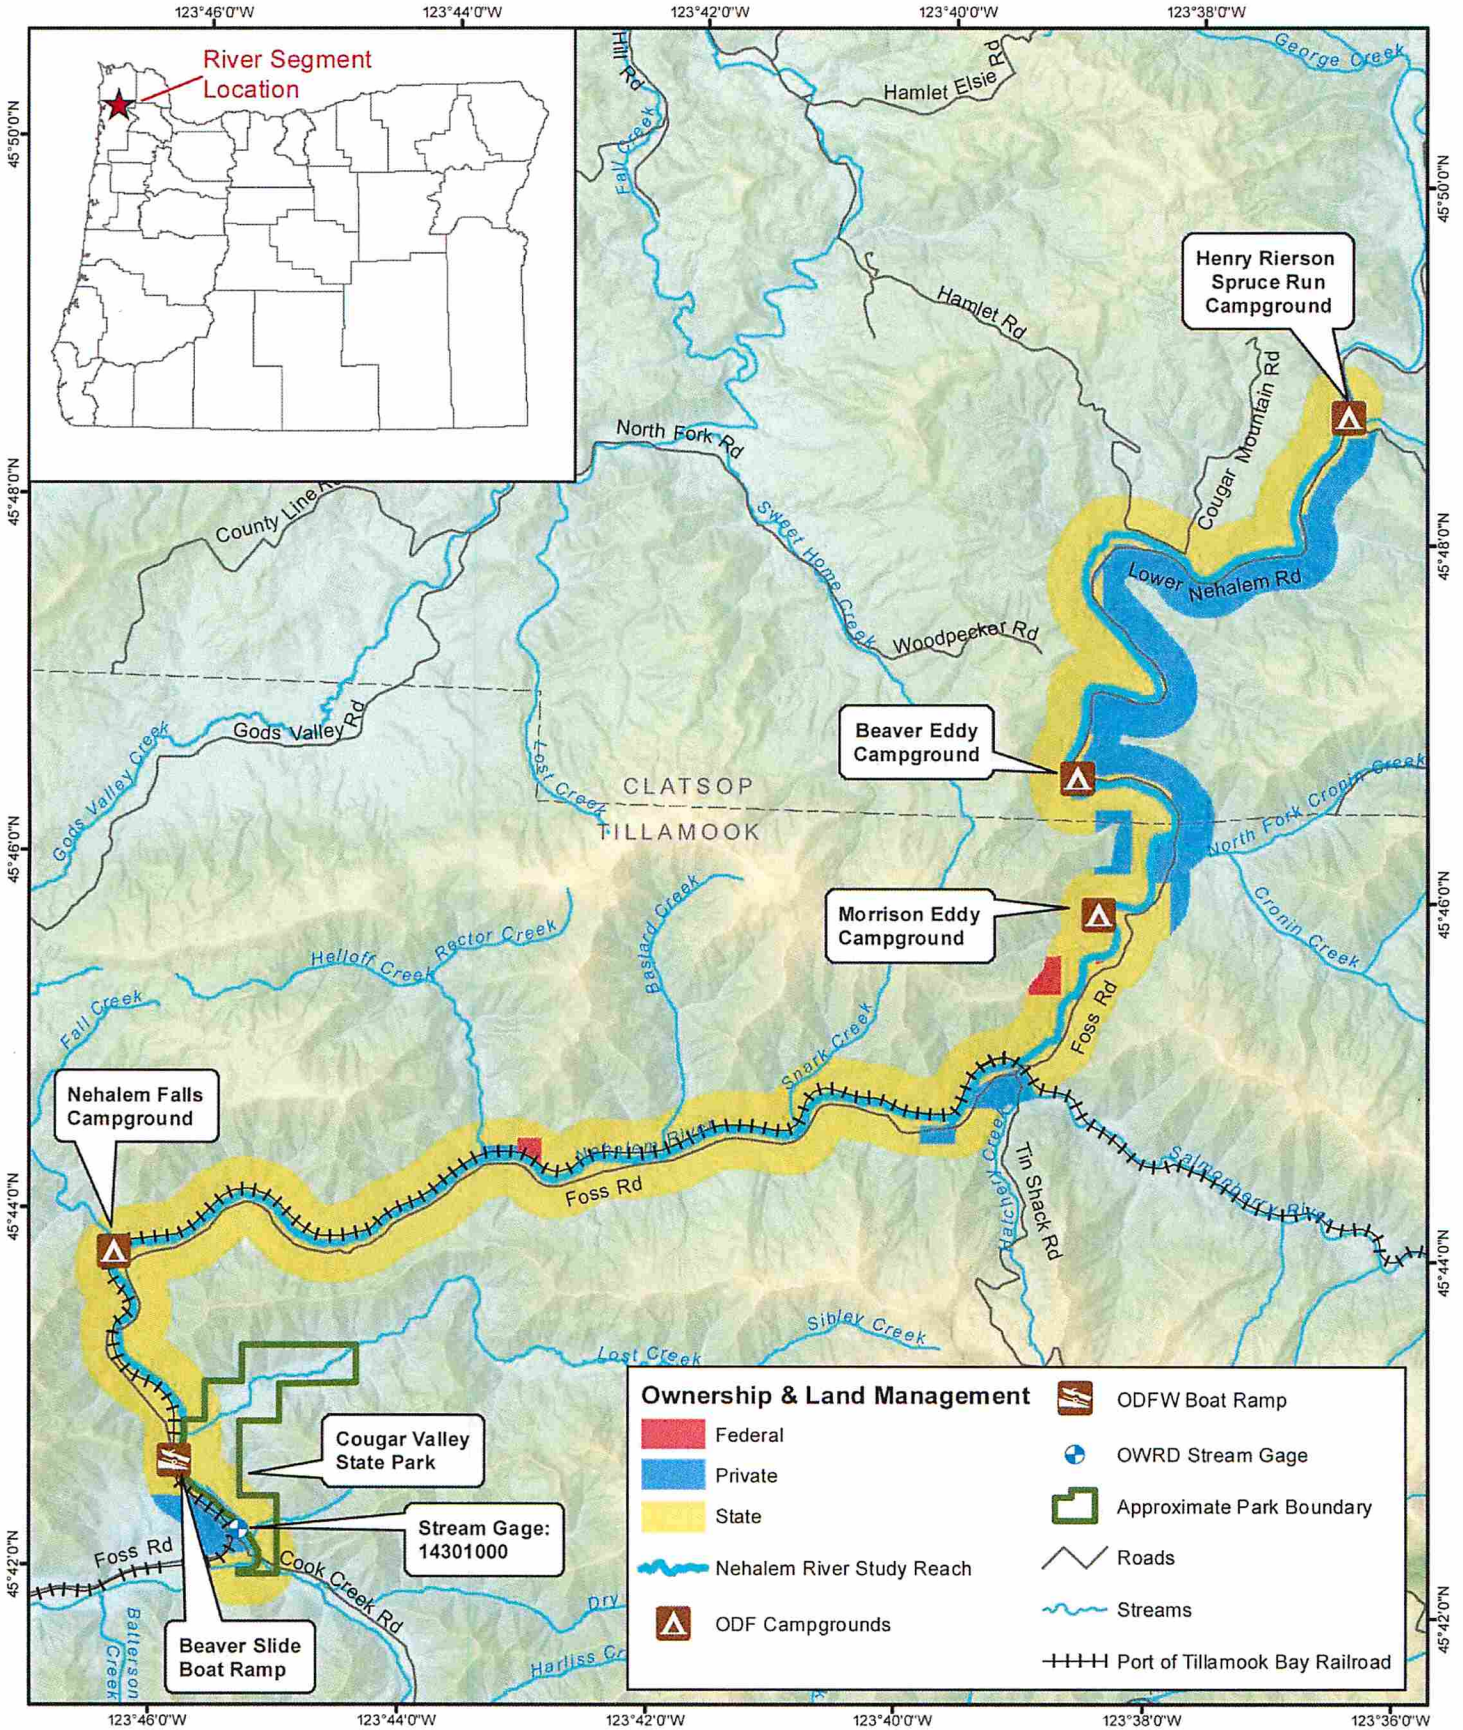 123°46'0"W
123°44'0"W
123°42'0"W
123°40'0"W
123°38'0"W
River Segment
Location
45°50'0"N
45°48'0"N
45°46'0"N
45°44'0"N
45°42'0"N
45°50'0"N
45°48'0"N
45°46'0"N
45°44'0"N
45°42'0"N
Hill Rd
Fall Creek
Hamlet Elsie Rd
George Creek
Hamlet Rd
Henry Rierson
Spruce Run
Campground
Cougar Mountain Rd
North Fork Rd
County Line
Sweet Home Creek
Lower Nehalem Rd
Woodpecker Rd
Gods Valley Rd
Gods Valley Creek
Lost Creek
Beaver Eddy
Campground
CLATSOP
TILLAMOOK
North Fork Cronin Creek
Cronin Creek
Morrison Eddy
Campground
Bastard Creek
Rector Creek
Helloff Creek
Fall Creek
Snark Creek
Foss Rd
Nehalem Falls
Campground
Nehalem River
Foss Rd
Hatchery Creek
Tin Shack Rd
Salmonberry River
Sibley Creek
Lost Creek
Cougar Valley
State Park
Stream Gage:
14301000
Foss Rd
Cook Creek Rd
Dry
Harliss
Batterson
Creek
Beaver Slide
Boat Ramp
Ownership & Land Management
Federal
Private
State
Nehalem River Study Reach
ODF Campgrounds
ODFW Boat Ramp
OWRD Stream Gage
Approximate Park Boundary
Roads
Streams
Port of Tillamook Bay Railroad
123°46'0"W
123°44'0"W
123°42'0"W
123°40'0"W
123°38'0"W
123°36'0"W